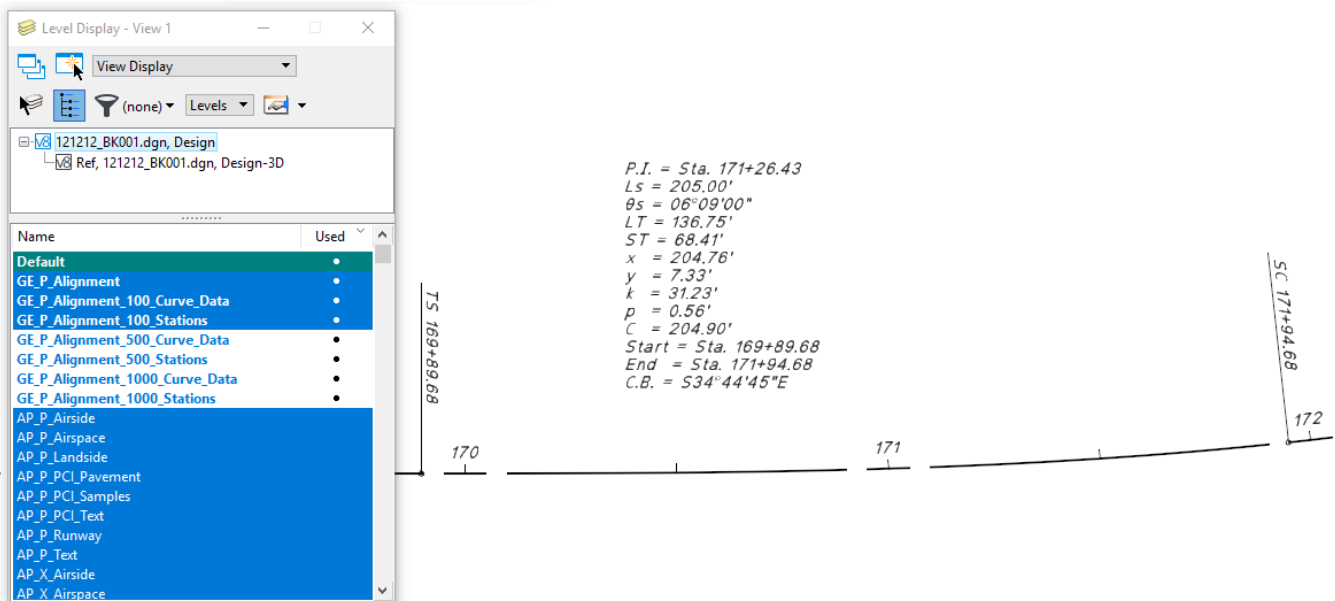 Level Display - View 1
View Display
(none)
Levels
121212_BK001.dgn, Design
Ref, 121212_BK001.dgn, Design-3D
Name Used
Default
GE_P_Alignment
GE_P_Alignment_100_Curve_Data
GE_P_Alignment_100_Stations
GE_P_Alignment_500_Curve_Data
GE_P_Alignment_500_Stations
GE_P_Alignment_1000_Curve_Data
GE_P_Alignment_1000_Stations
AP_P_Airside
AP_P_Airspace
AP_P_Landside
AP_P_PCI_Pavement
AP_P_PCI_Samples
AP_P_PCI_Text
AP_P_Runway
AP_P_Text
AP_X_Airside
AP_X_Airspace
P.I. = Sta. 171+26.43
Ls = 205.00'
θs = 06°09'00"
LT = 136.75'
ST = 68.41'
x = 204.76'
y = 7.33'
k = 31.23'
p = 0.56'
C = 204.90'
Start = Sta. 169+89.68
End = Sta. 171+94.68
C.B. = S34°44'45"E
TS 169+89.68
170
171
SC 171+94.68
172